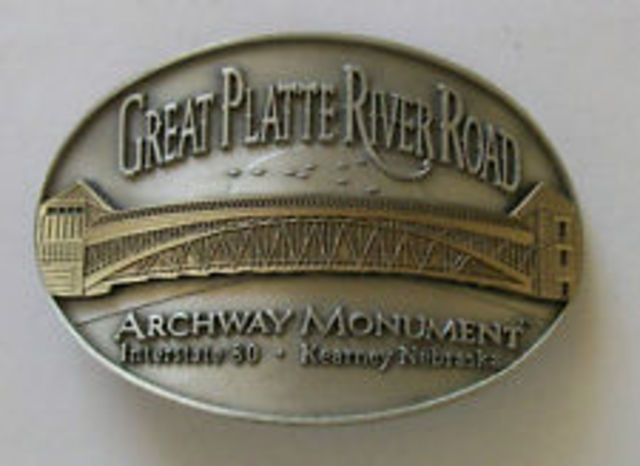 GREAT PLATTE RIVER ROAD
ARCHWAY MONUMENT
Interstate 80 • Kearney Nebraska